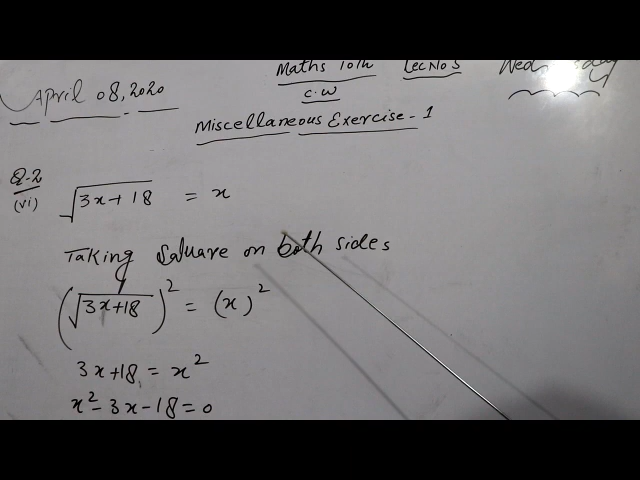 Maths 10th Lec No 5 Wednesday
April 08, 2020
C.W
Miscellaneous Exercise - 1
Q.2
(vi) √3x+18 = x
Taking Square on both sides
(√3x+18)² = (x)²
3x+18 = x²
x² - 3x - 18 = 0